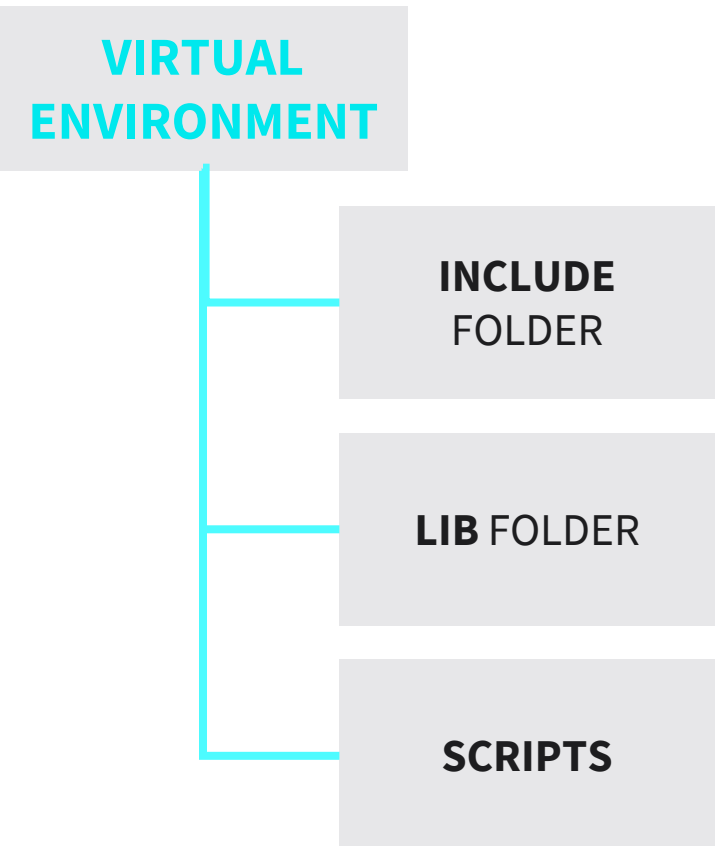 VIRTUAL
ENVIRONMENT
INCLUDE
FOLDER
LIB FOLDER
SCRIPTS